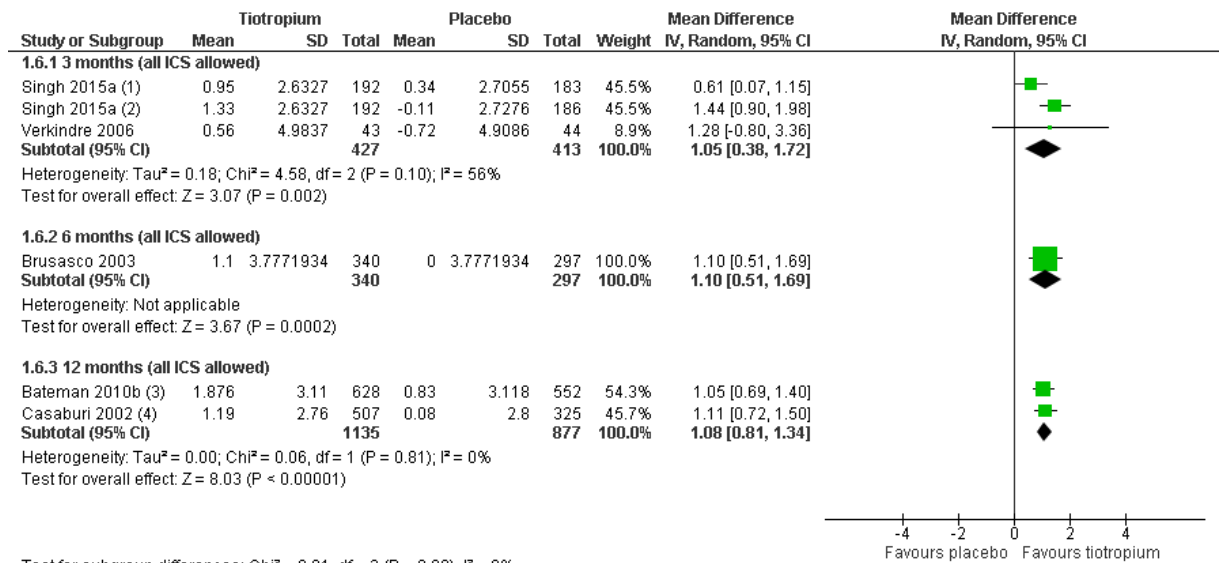 Tiotropium Placebo Mean Difference Mean Difference
Study or Subgroup Mean SD Total Mean SD Total Weight IV, Random, 95% CI IV, Random, 95% CI
1.6.1 3 months (all ICS allowed)
Singh 2015a (1) 0.95 2.6327 192 0.34 2.7055 183 45.5% 0.61 [0.07, 1.15]
Singh 2015a (2) 1.33 2.6327 192 -0.11 2.7276 186 45.5% 1.44 [0.90, 1.98]
Verkindre 2006 0.56 4.9837 43 -0.72 4.9086 44 8.9% 1.28 [-0.80, 3.36]
Subtotal (95% CI) 427 413 100.0% 1.05 [0.38, 1.72]
Heterogeneity: Tau² = 0.18; Chi² = 4.58, df = 2 (P = 0.10); I² = 56%
Test for overall effect: Z = 3.07 (P = 0.002)
1.6.2 6 months (all ICS allowed)
Brusasco 2003 1.1 3.7771934 340 0 3.7771934 297 100.0% 1.10 [0.51, 1.69]
Subtotal (95% CI) 340 297 100.0% 1.10 [0.51, 1.69]
Heterogeneity: Not applicable
Test for overall effect: Z = 3.67 (P = 0.0002)
1.6.3 12 months (all ICS allowed)
Bateman 2010b (3) 1.876 3.11 628 0.83 3.118 552 54.3% 1.05 [0.69, 1.40]
Casaburi 2002 (4) 1.19 2.76 507 0.08 2.8 325 45.7% 1.11 [0.72, 1.50]
Subtotal (95% CI) 1135 877 100.0% 1.08 [0.81, 1.34]
Heterogeneity: Tau² = 0.00; Chi² = 0.06, df = 1 (P = 0.81); I² = 0%
Test for overall effect: Z = 8.03 (P < 0.00001)
-4 -2 0 2 4
Favours placebo Favours tiotropium